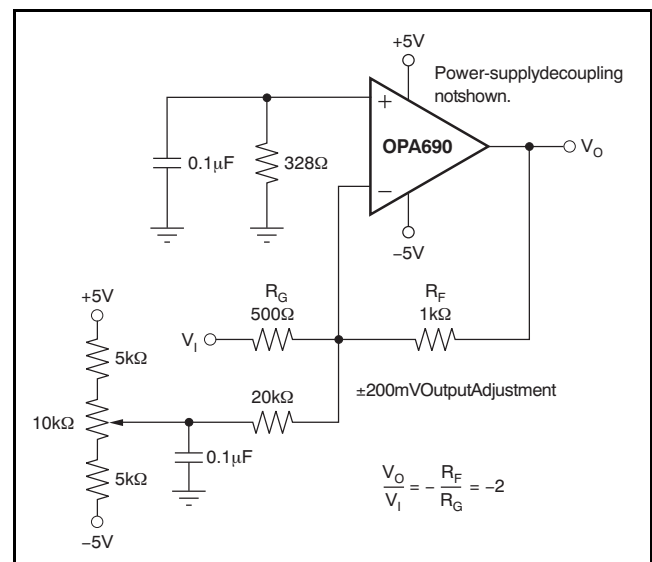 +5V
Power-supplydecoupling
notshown.
+
OPA690
−
V_O
0.1μF
328Ω
−5V
R_G
500Ω
R_F
1kΩ
+5V
V_I
5kΩ
20kΩ
±200mVOutputAdjustment
10kΩ
0.1μF
5kΩ
V_O/V_I = − R_F/R_G = −2
−5V